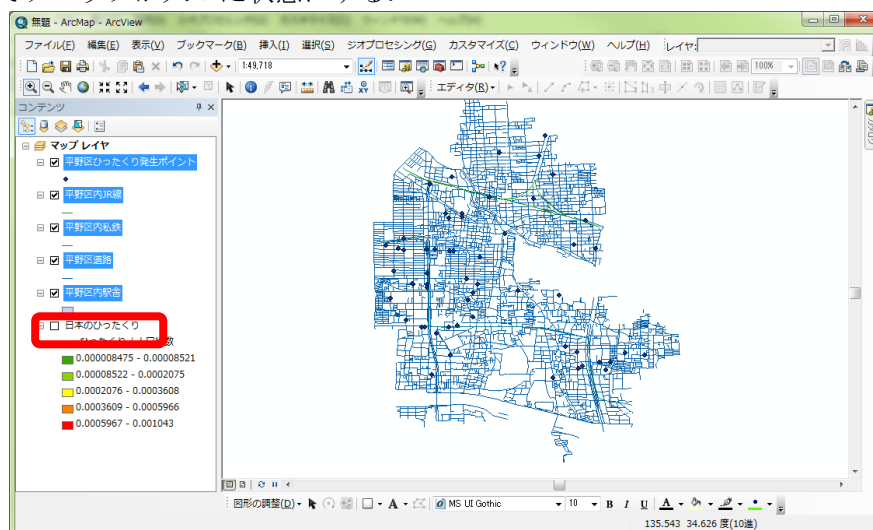 無題 - ArcMap - ArcView
ファイル(F) 編集(E) 表示(V) ブックマーク(B) 挿入(I) 選択(S) ジオプロセシング(G) カスタマイズ(C) ウィンドウ(W) ヘルプ(H) レイヤ:
1:49,718
100%
エディタ(R)
コンテンツ
カタログ
マップ レイヤ
平野区ひったくり発生ポイント
平野区内JR線
平野区内私鉄
平野区道路
平野区内駅舎
日本のひったくり
0.000008475 - 0.00008521
0.00008522 - 0.0002075
0.0002076 - 0.0003608
0.0003609 - 0.0005966
0.0005967 - 0.001043
図形の調整(D) A MS UI Gothic 10 B I U A
135.543 34.626 度(10進)